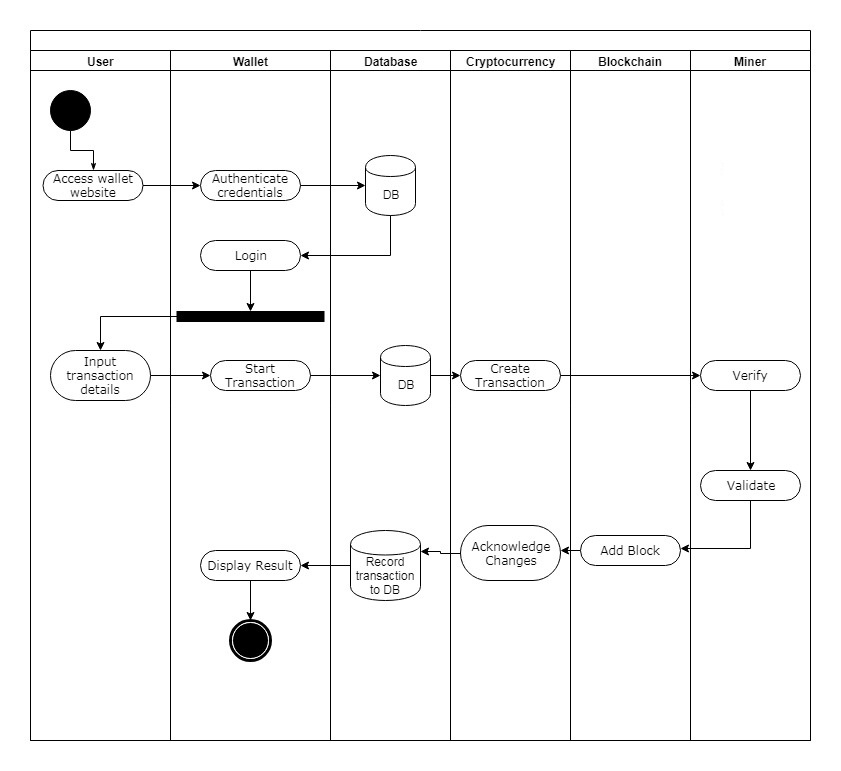 User
Wallet
Database
Cryptocurrency
Blockchain
Miner
Access wallet
website
Authenticate
credentials
DB
Login
Input
transaction
details
Start
Transaction
DB
Create
Transaction
Verify
Validate
Add Block
Acknowledge
Changes
Record
transaction
to DB
Display Result